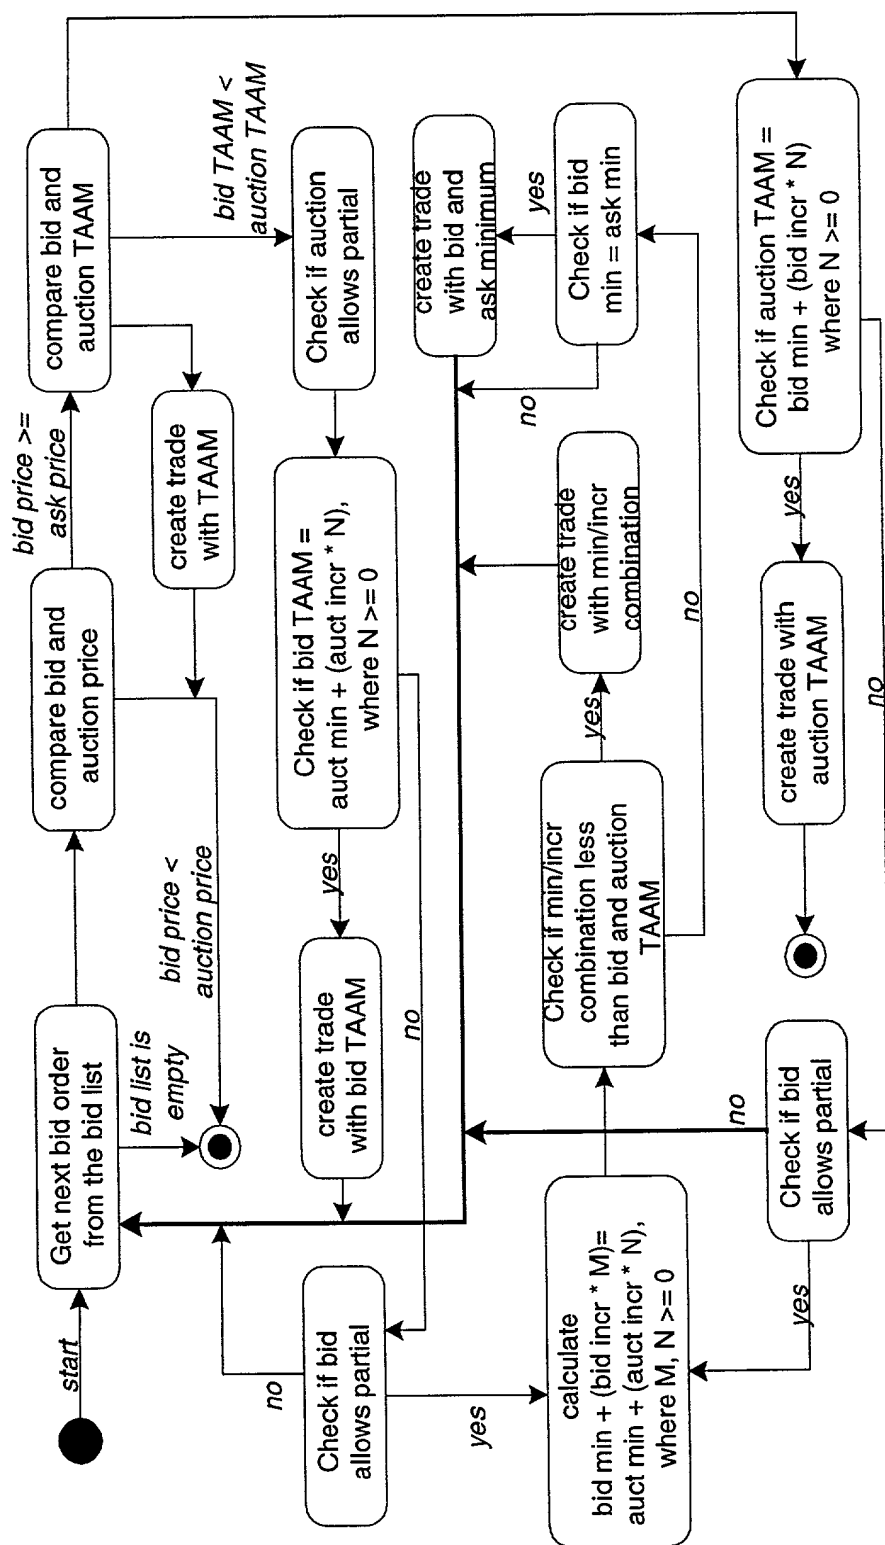 start
Get next bid order
from the bid list
bid list is
empty
compare bid and
auction price
bid price >=
ask price
bid price <
auction price
compare bid and
auction TAAM
create trade
with TAAM
bid TAAM <
auction TAAM
Check if auction
allows partial
Check if bid TAAM =
auct min + (auct incr * N),
where N >= 0
yes
create trade
with bid TAAM
no
Check if bid
allows partial
no
yes
calculate
bid min + (bid incr * M)=
auct min + (auct incr * N),
where M, N >= 0
Check if min/incr
combination less
than bid and auction
TAAM
yes
create trade
with min/incr
combination
no
Check if bid
min = ask min
yes
create trade
with bid and
ask minimum
no
Check if auction TAAM =
bid min + (bid incr * N)
where N >= 0
yes
create trade with
auction TAAM
no
Check if bid
allows partial
no
yes